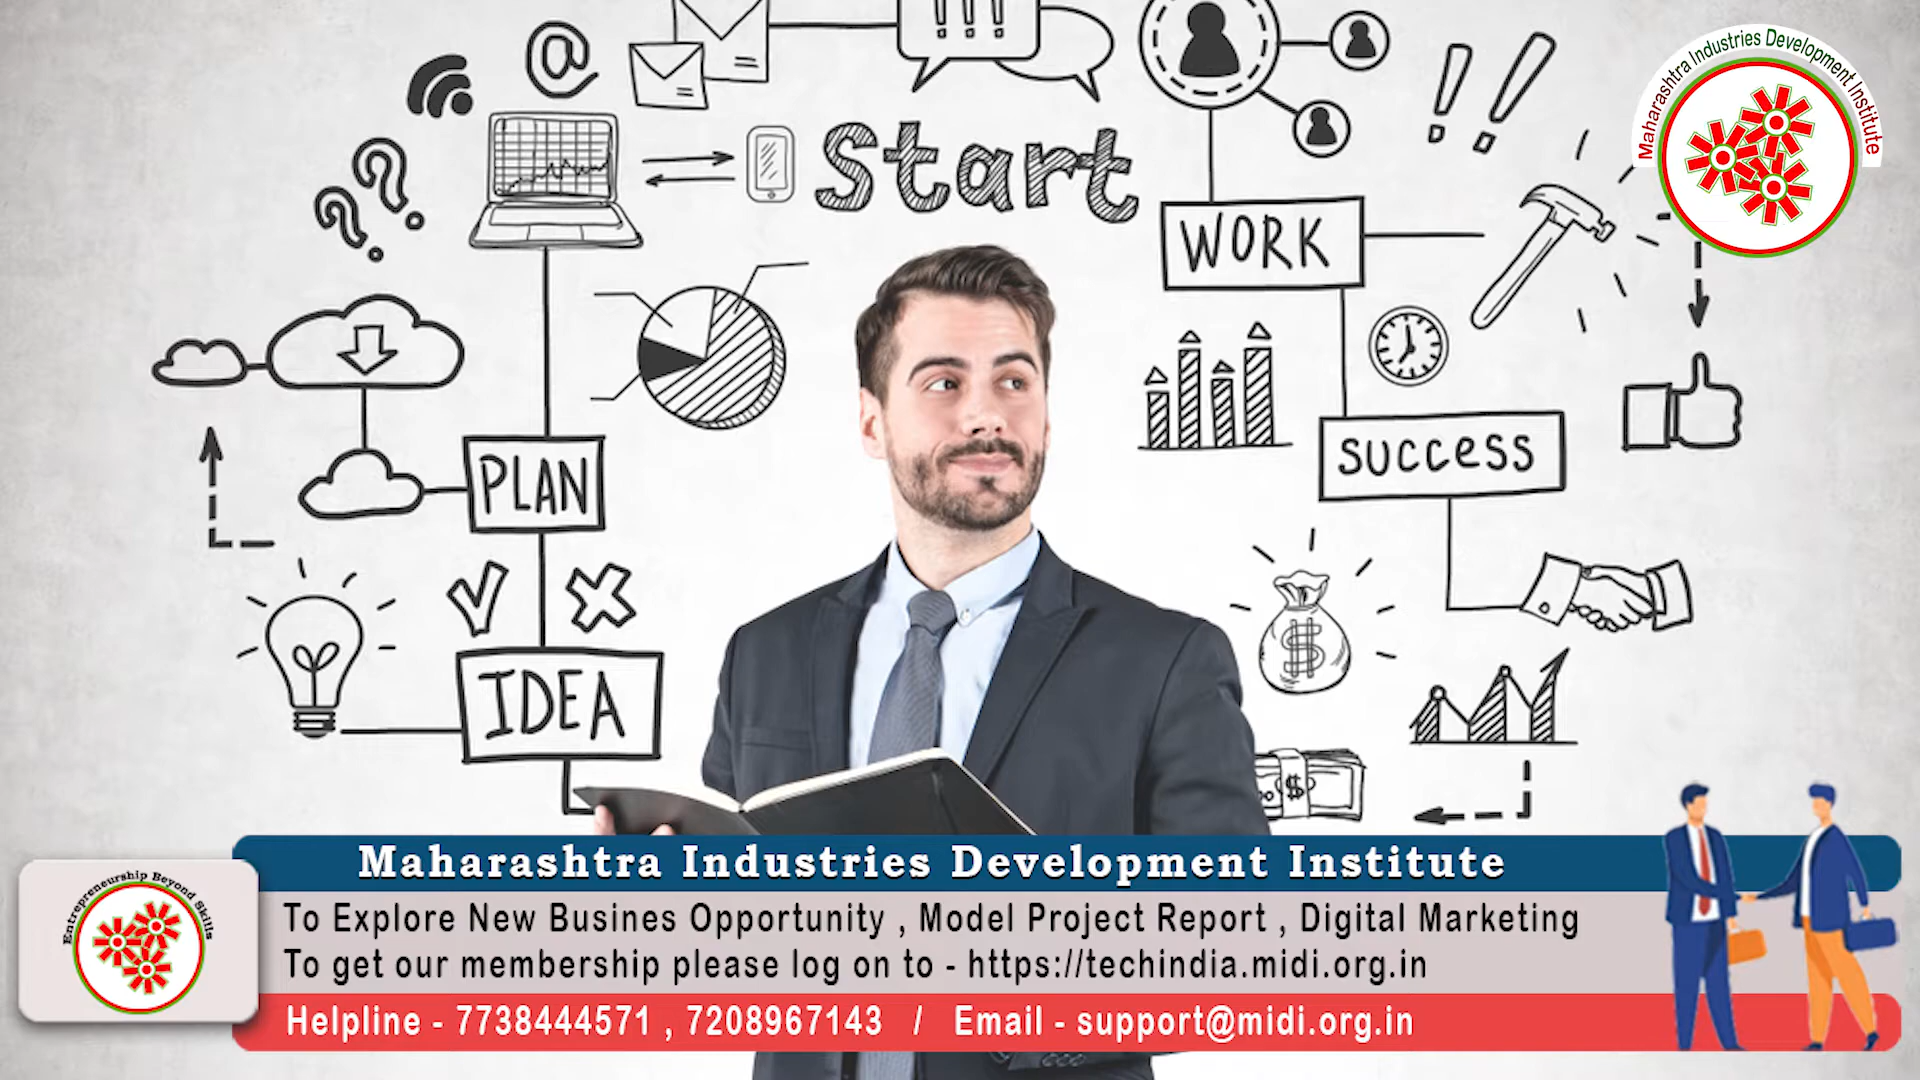 @
!!!
Start
!!
Maharashtra Industries Development Institute
WORK
SUCCESS
PLAN
IDEA
$
$
Maharashtra Industries Development Institute
Entrepreneurship Beyond Skills
To Explore New Busines Opportunity , Model Project Report , Digital Marketing
To get our membership please log on to - https://techindia.midi.org.in
Helpline - 7738444571 , 7208967143 / Email - support@midi.org.in